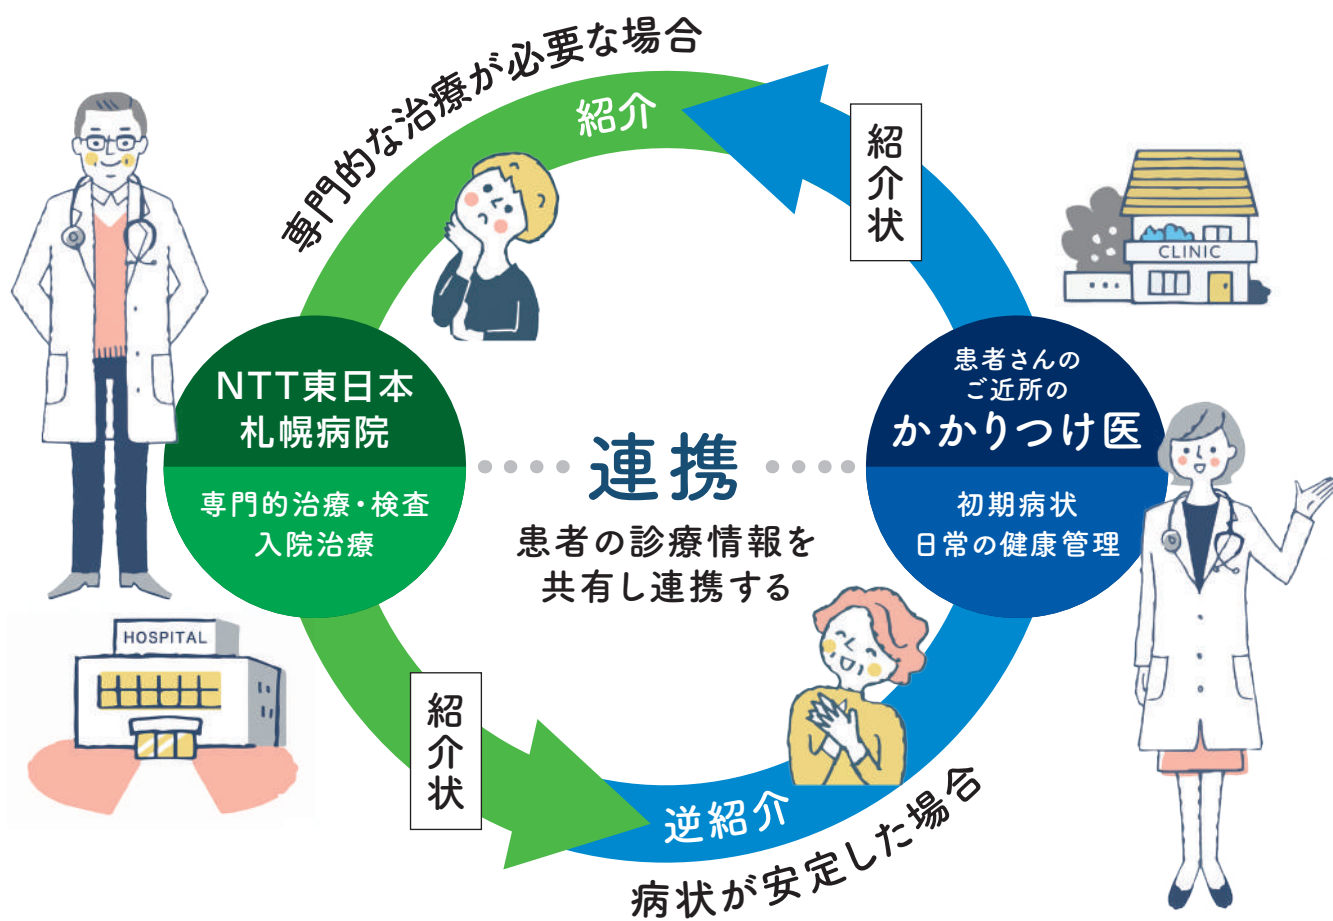 専門的な治療が必要な場合
紹介
紹介状
CLINIC
NTT東日本
札幌病院
専門的治療・検査
入院治療
連携
患者の診療情報を
共有し連携する
患者さんの
ご近所の
かかりつけ医
初期病状
日常の健康管理
HOSPITAL
紹介状
逆紹介
病状が安定した場合